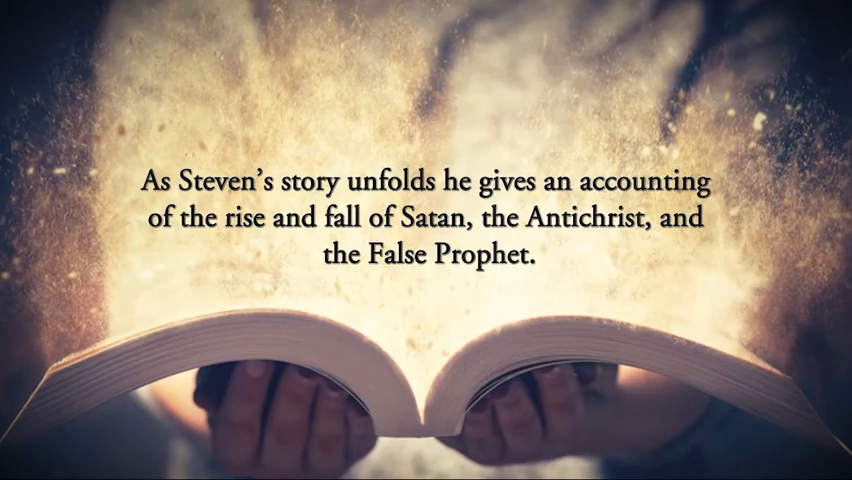 As Steven's story unfolds he gives an accounting
of the rise and fall of Satan, the Antichrist, and
the False Prophet.